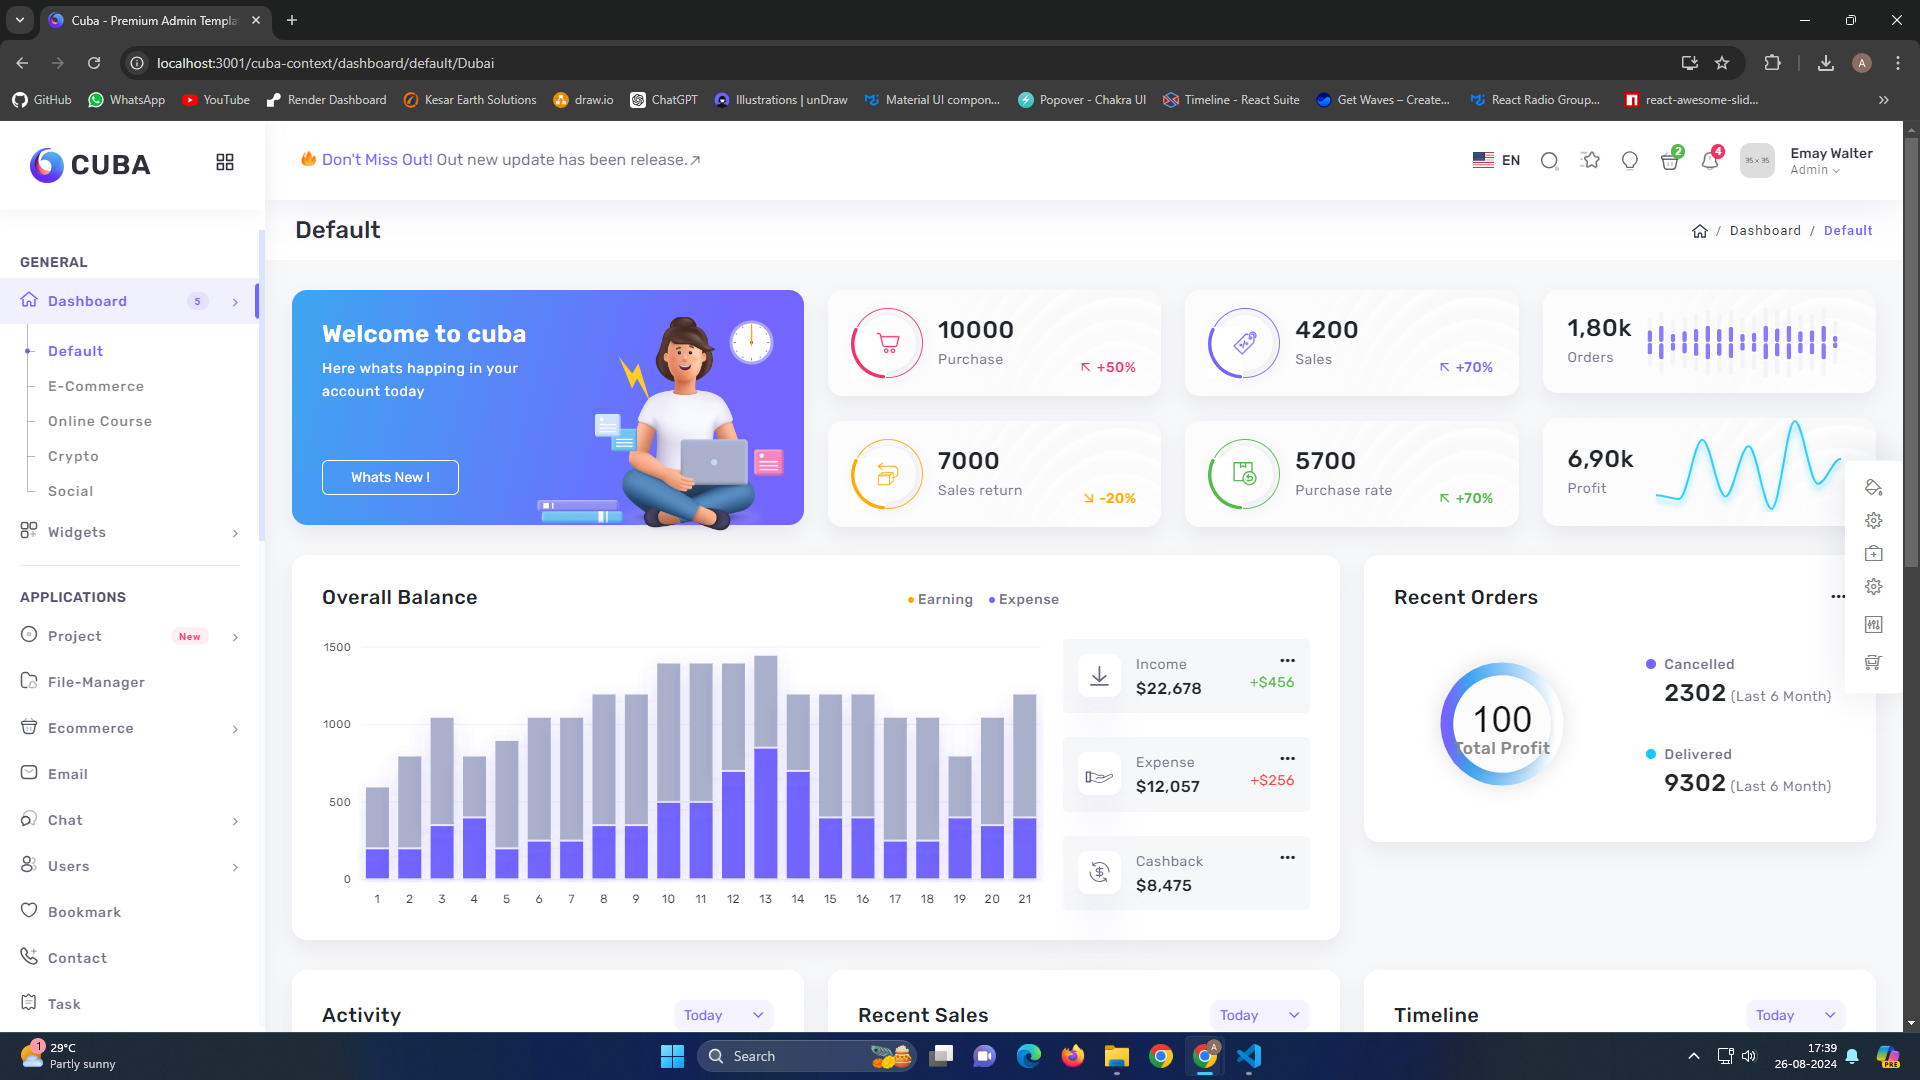 Cuba - Premium Admin Templa
localhost:3001/cuba-context/dashboard/default/Dubai
A
GitHub WhatsApp YouTube Render Dashboard Kesar Earth Solutions draw.io ChatGPT Illustrations | unDraw Material UI compon... Popover - Chakra UI Timeline - React Suite Get Waves – Create... React Radio Group... react-awesome-slid...
CUBA
Don't Miss Out! Out new update has been release.
EN
2
4
35 x 35
Emay Walter
Admin
Default
/ Dashboard / Default
GENERAL
Dashboard 5
Default
E-Commerce
Online Course
Crypto
Social
Widgets
APPLICATIONS
Project New
File-Manager
Ecommerce
Email
Chat
Users
Bookmark
Contact
Task
Welcome to cuba
Here whats happing in your
account today
Whats New !
10000
Purchase
+50%
4200
Sales
+70%
1,80k
Orders
7000
Sales return
-20%
5700
Purchase rate
+70%
6,90k
Profit
Overall Balance
Earning Expense
1500
1000
500
0
1 2 3 4 5 6 7 8 9 10 11 12 13 14 15 16 17 18 19 20 21
Income
$22,678
+$456
Expense
$12,057
+$256
Cashback
$8,475
Recent Orders
100
Total Profit
Cancelled
2302 (Last 6 Month)
Delivered
9302 (Last 6 Month)
Activity
Today
Recent Sales
Today
Timeline
Today
1
29°C
Partly sunny
Search
A
17:39
26-08-2024
PRE